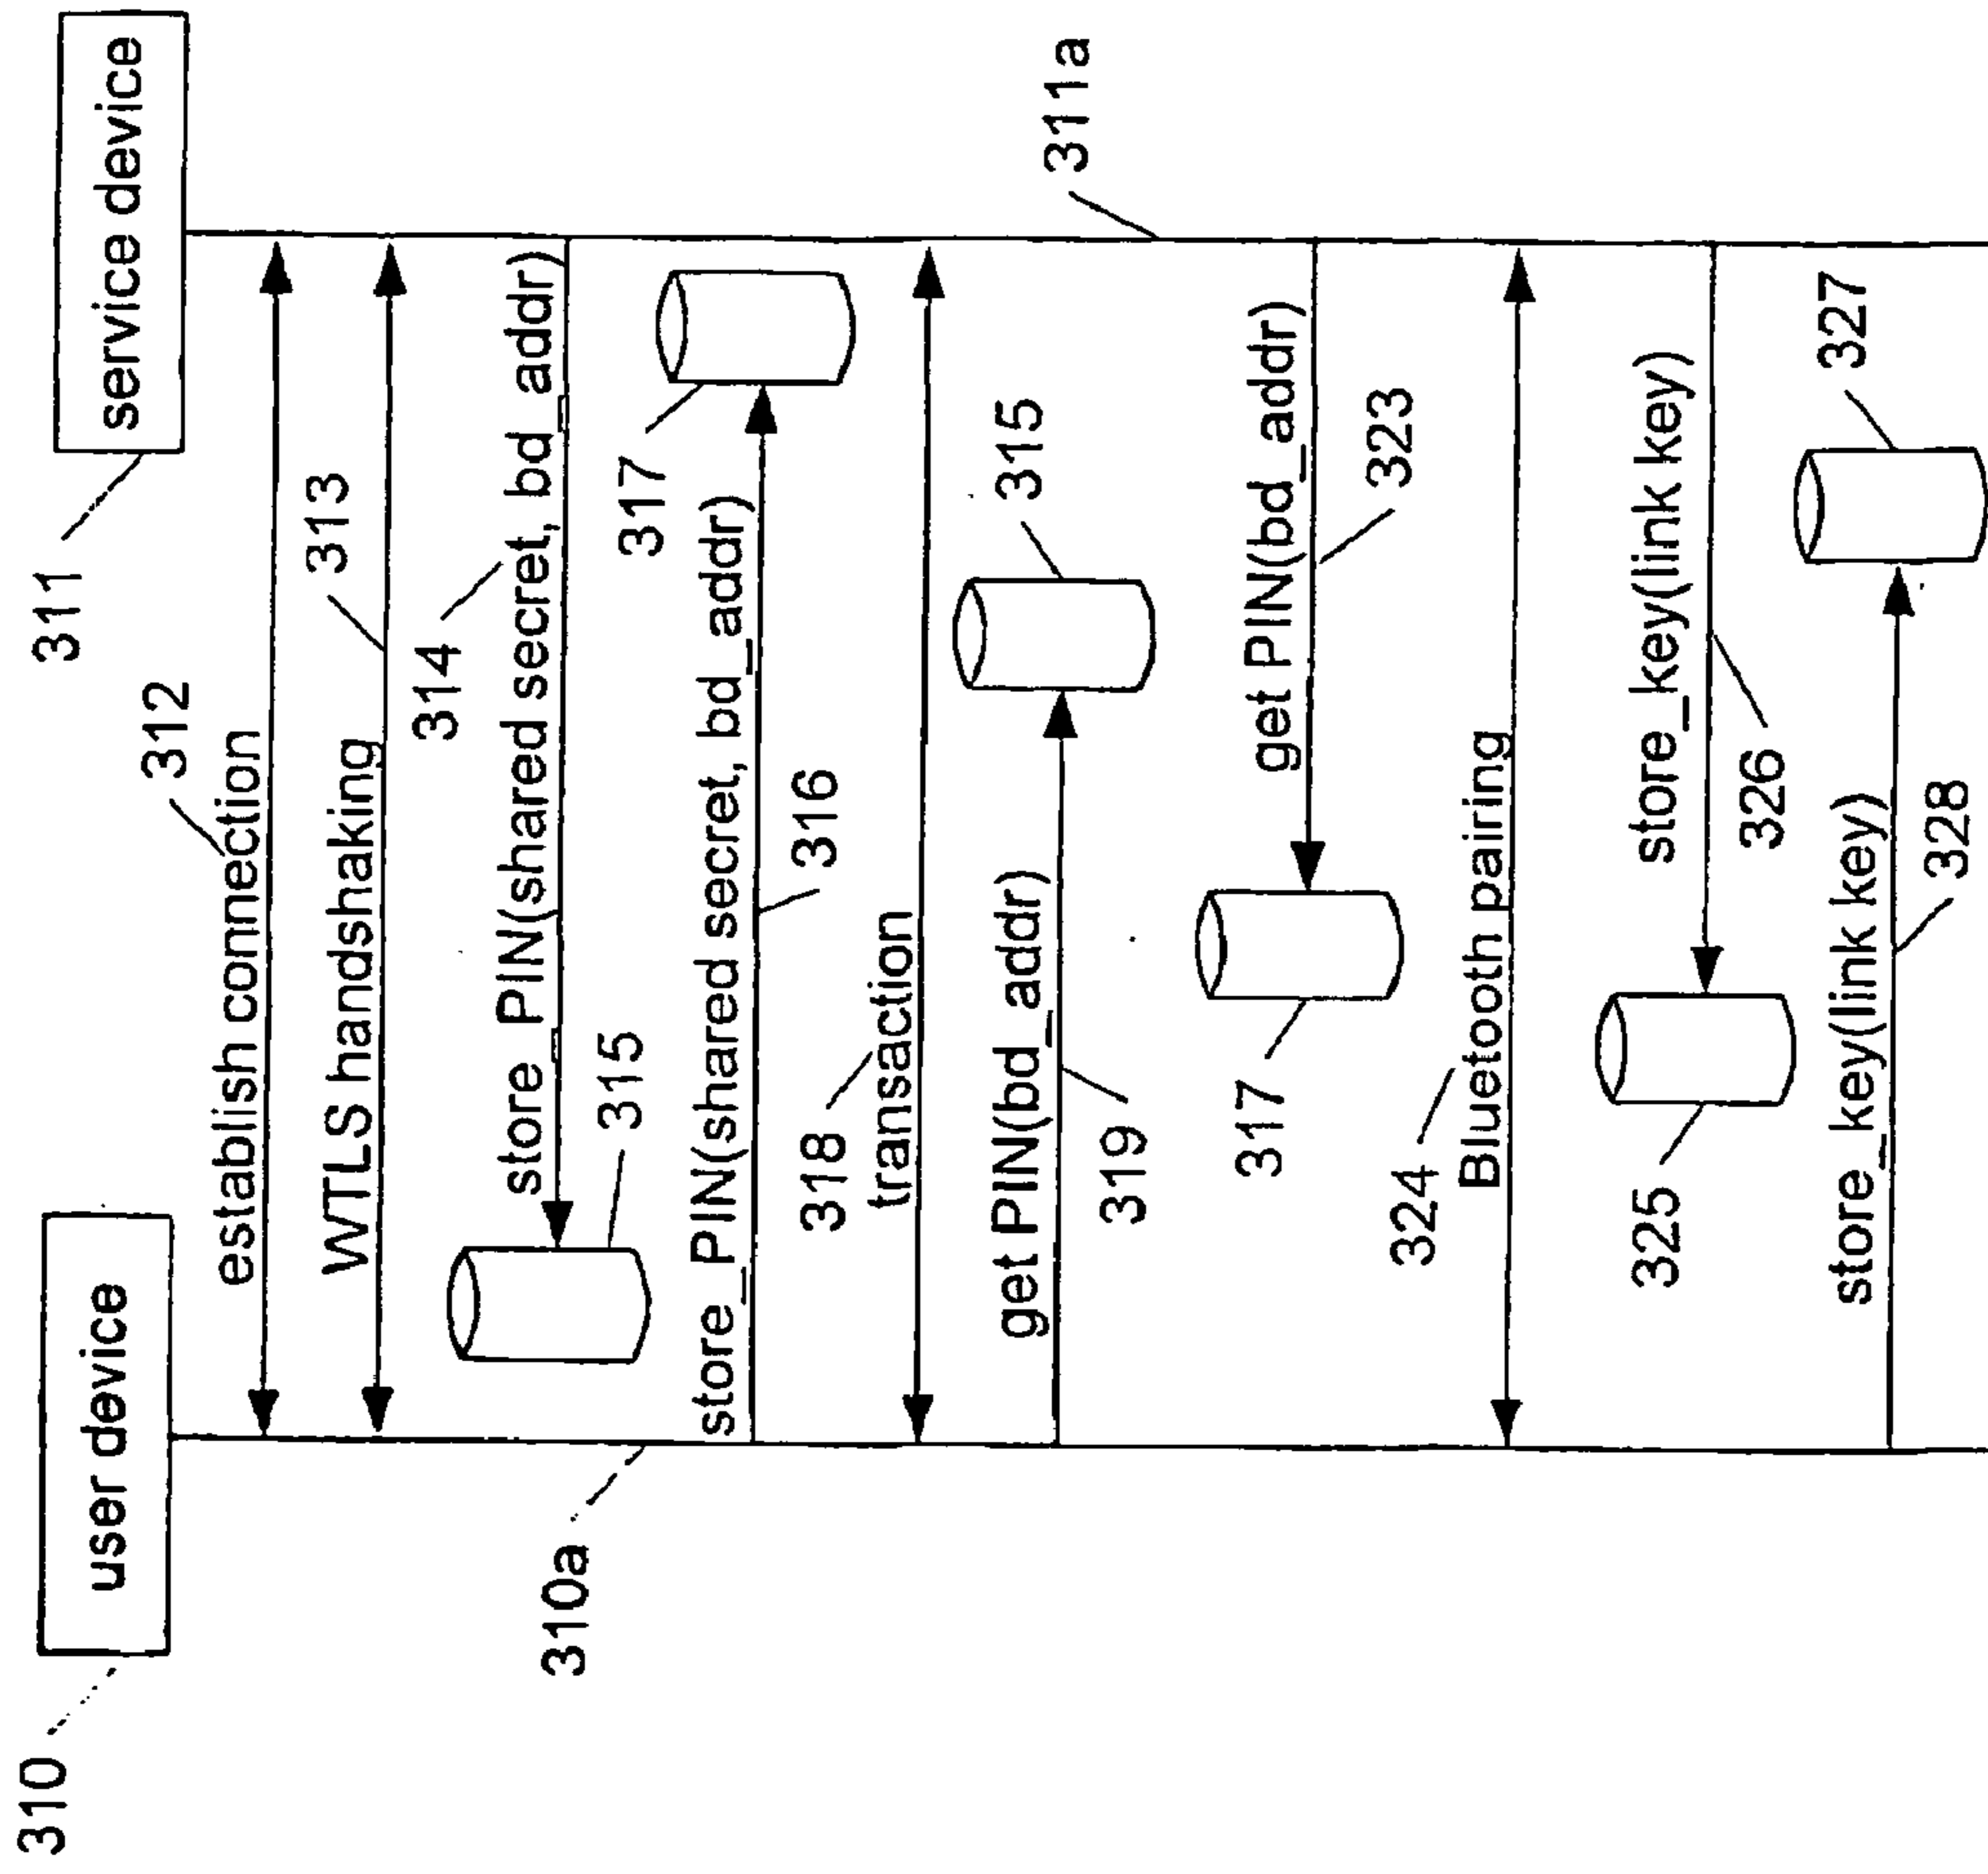 310
user device
311
service device
312
establish connection
313
WTLS handshaking
314
store_PIN(shared secret, bd_addr)
315
317
store_PIN(shared secret, bd_addr)
316
310a
318
transaction
311a
315
get PIN(bd_addr)
319
get PIN(bd_addr)
323
317
324
Bluetooth pairing
store_key(link key)
326
325
327
store_key(link key)
328